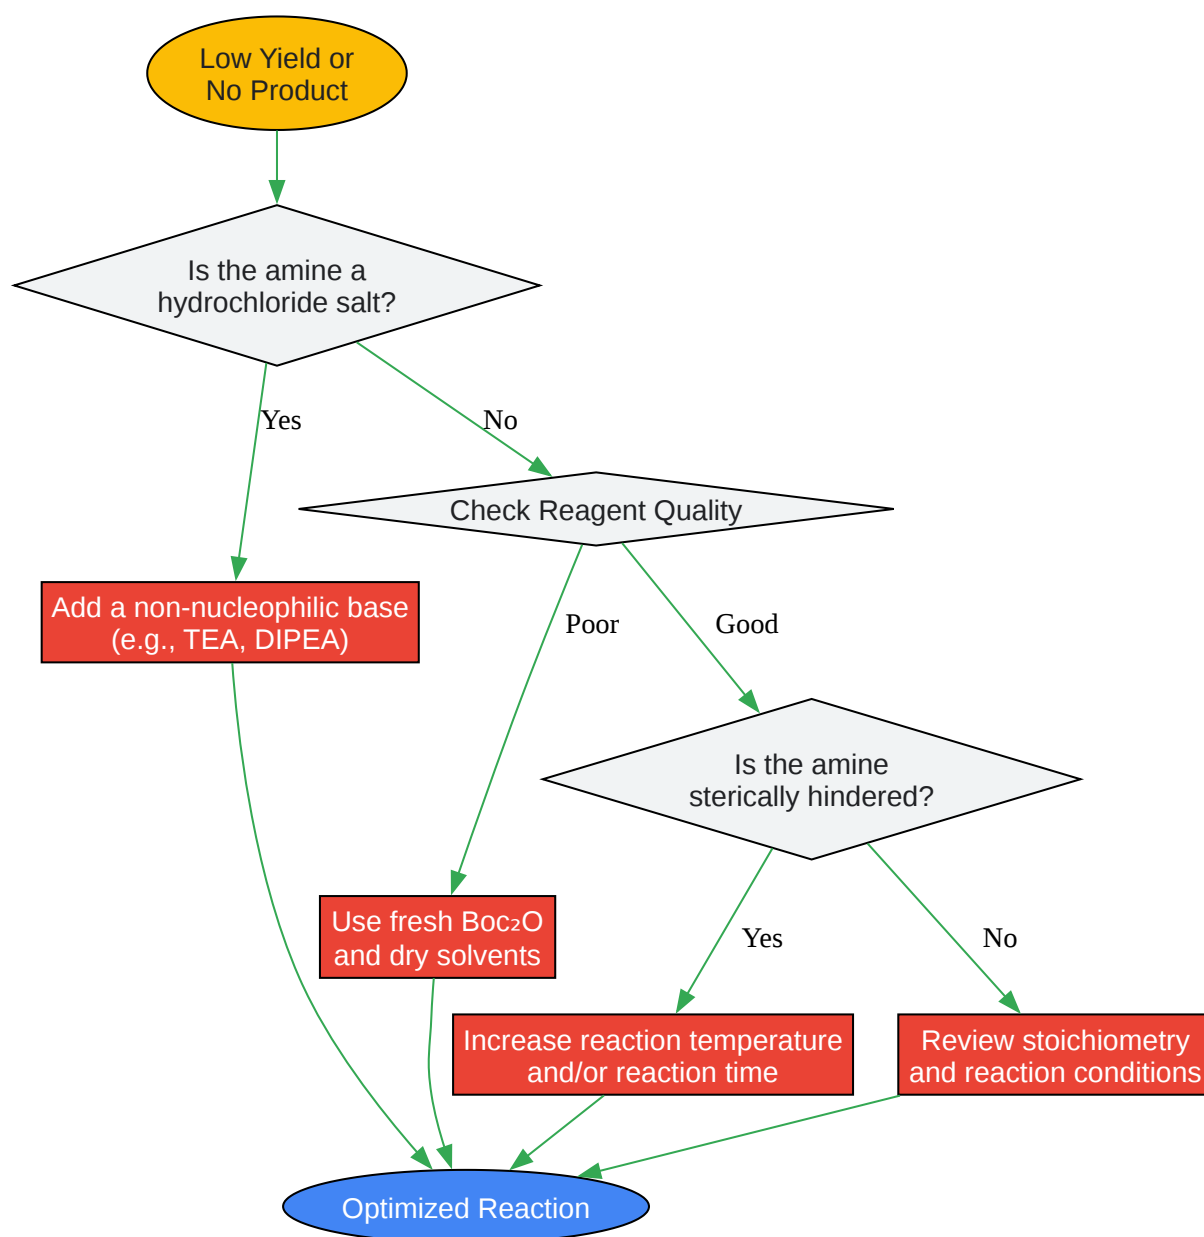 Low Yield or
No Product
Is the amine a
hydrochloride salt?
Yes
No
Check Reagent Quality
Add a non-nucleophilic base
(e.g., TEA, DIPEA)
Poor
Good
Is the amine
sterically hindered?
Use fresh Boc₂O
and dry solvents
Yes
No
Increase reaction temperature
and/or reaction time
Review stoichiometry
and reaction conditions
Optimized Reaction